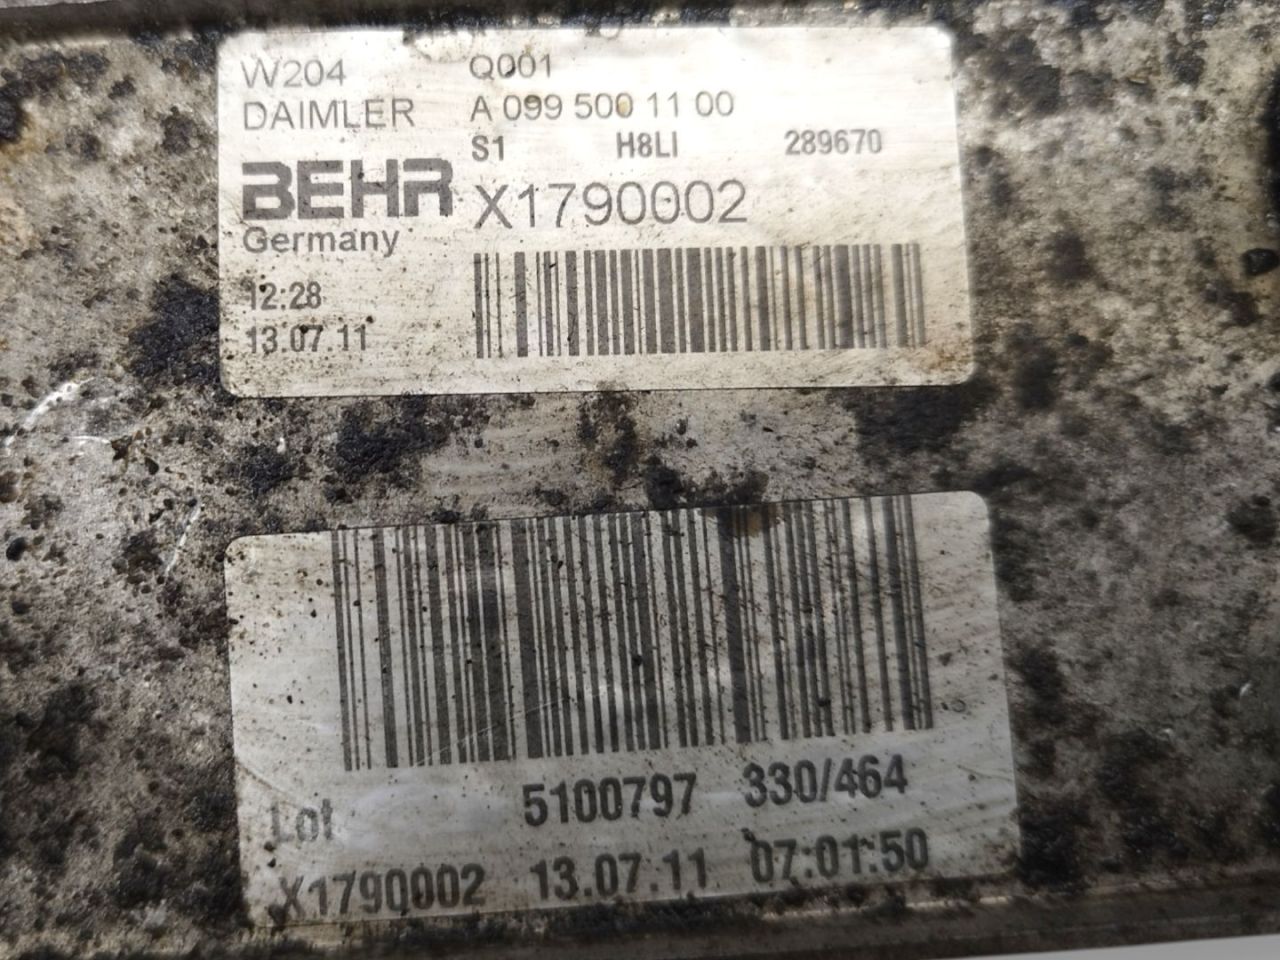 W204 Q001
DAIMLER A 099 500 11 00
S1 H8LI 289670
BEHR X1790002
Germany
12:28
13.07.11
Lot 5100797 330/464
X1790002 13.07.11 07:01:50